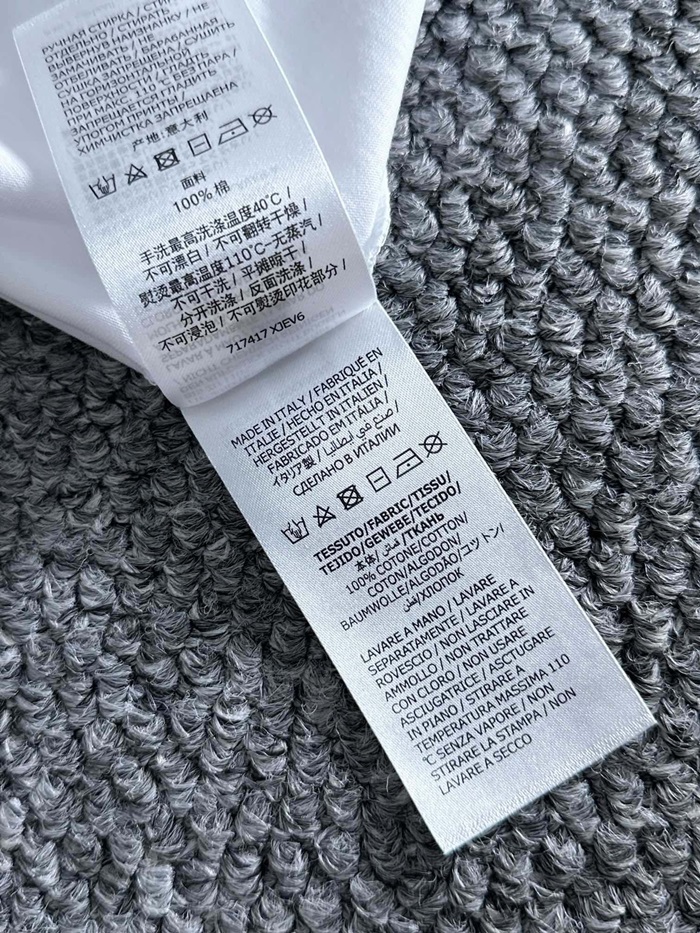 РУЧНАЯ СТИРКА / СТИ
ОТДЕЛЬНО / СТИРАТЬ
ВЫВЕРНУВ НАИЗНАНКУ / НЕ
ЗАМАЧИВАТЬ / НЕ
ОТБЕЛИВАТЬ / БАРАБАННАЯ
СУШКА ЗАПРЕЩЕНА / СУШИТЬ
НА ГОРИЗОНТАЛЬНОЙ
ПОВЕРХНОСТИ / ГЛАДИТЬ
ПРИ МАКС 110 С БЕЗ ПАРА /
ЗАПРЕЩАЕТСЯ ГЛАДИТЬ
УТЮГОМ ПРИНТЫ /
ХИМЧИСТКА ЗАПРЕЩЕНА
产地:意大利
面料
100% 棉
手洗最高洗涤温度40℃ /
不可漂白 / 不可翻转干燥 /
熨烫最高温度110℃-无蒸汽 /
不可干洗 / 平摊晾干 /
分开洗涤 / 反面洗涤 /
不可浸泡 / 不可熨烫印花部分 /
717417 XJEV6
MADE IN ITALY / FABRIQUÉ EN
ITALIE / HECHO EN ITALIA /
HERGESTELLT IN ITALIEN /
FABRICADO EM ITÁLIA /
イタリア製 / صنع في إيطاليا /
СДЕЛАНО В ИТАЛИИ
TESSUTO/FABRIC/TISSU/
TEJIDO/GEWEBE/TECIDO/
本体/ قماش /ТКАНЬ
100% COTONE/COTTON/
COTON/ALGODON/
BAUMWOLLE/ALGODÃO/コットン/
قطن/ХЛОПОК
LAVARE A MANO / LAVARE
SEPARATAMENTE / LAVARE A
ROVESCIO / NON LASCIARE IN
AMMOLLO / NON TRATTARE
CON CLORO / NON USARE
ASCIUGATRICE / ASCTUGARE
IN PIANO / STIRARE A
TEMPERATURA MASSIMA 110
°C SENZA VAPORE / NON
STIRARE LA STAMPA / NON
LAVARE A SECCO